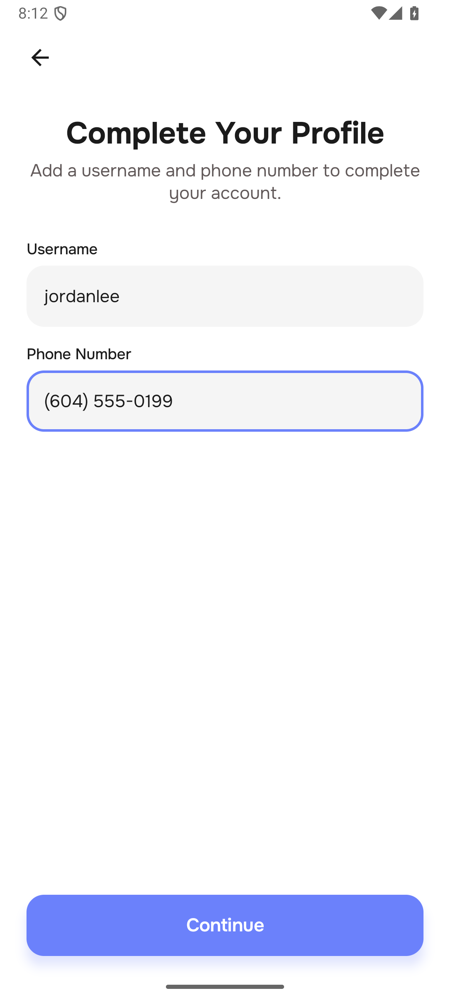 8:12
Complete Your Profile
Add a username and phone number to complete
your account.
Username
jordanlee
Phone Number
(604) 555-0199
Continue